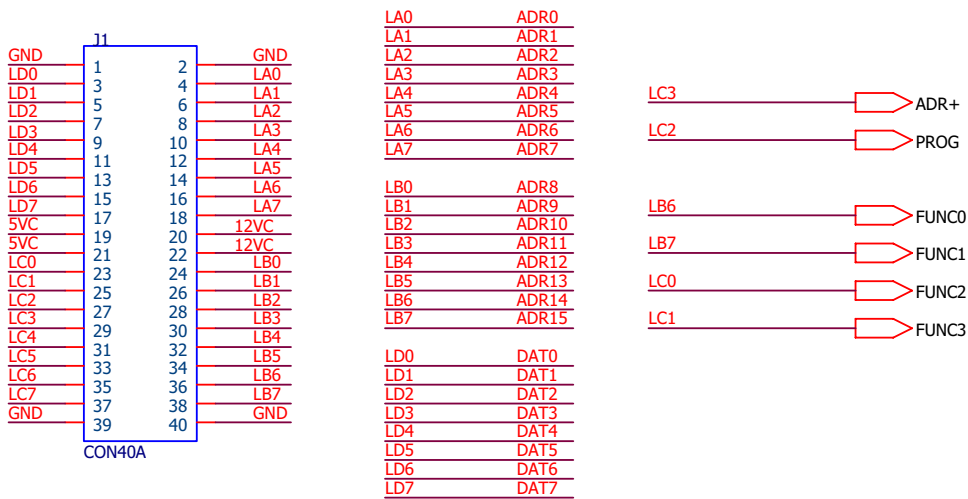 J1
GND 1 2 GND
LD0 3 4 LA0
LD1 5 6 LA1
LD2 7 8 LA2
LD3 9 10 LA3
LD4 11 12 LA4
LD5 13 14 LA5
LD6 15 16 LA6
LD7 17 18 LA7
5VC 19 20 12VC
5VC 21 22 12VC
LC0 23 24 LB0
LC1 25 26 LB1
LC2 27 28 LB2
LC3 29 30 LB3
LC4 31 32 LB4
LC5 33 34 LB5
LC6 35 36 LB6
LC7 37 38 LB7
GND 39 40 GND
CON40A
LA0 ADR0
LA1 ADR1
LA2 ADR2
LA3 ADR3
LA4 ADR4
LA5 ADR5
LA6 ADR6
LA7 ADR7
LB0 ADR8
LB1 ADR9
LB2 ADR10
LB3 ADR11
LB4 ADR12
LB5 ADR13
LB6 ADR14
LB7 ADR15
LD0 DAT0
LD1 DAT1
LD2 DAT2
LD3 DAT3
LD4 DAT4
LD5 DAT5
LD6 DAT6
LD7 DAT7
LC3 ADR+
LC2 PROG
LB6 FUNC0
LB7 FUNC1
LC0 FUNC2
LC1 FUNC3